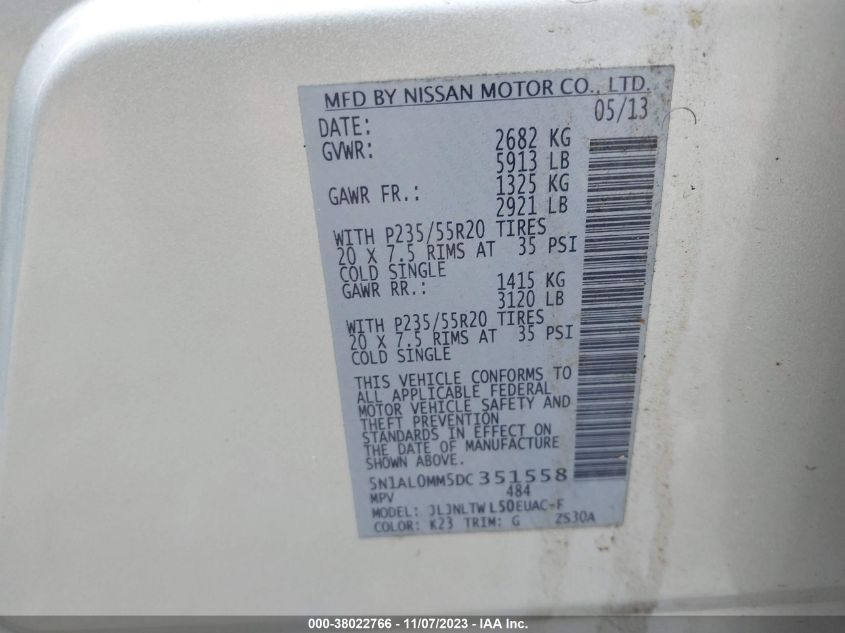 MFD BY NISSAN MOTOR CO., LTD.
DATE: 05/13
GVWR: 2682 KG
5913 LB
GAWR FR.: 1325 KG
2921 LB
WITH P235/55R20 TIRES
20 X 7.5 RIMS AT 35 PSI
COLD SINGLE
GAWR RR.: 1415 KG
3120 LB
WITH P235/55R20 TIRES
20 X 7.5 RIMS AT 35 PSI
COLD SINGLE
THIS VEHICLE CONFORMS TO
ALL APPLICABLE FEDERAL
MOTOR VEHICLE SAFETY AND
THEFT PREVENTION
STANDARDS IN EFFECT ON
THE DATE OF MANUFACTURE
SHOWN ABOVE.
5N1AL0MM5DC351558
MPV 484
MODEL: JLJNLTWL50EUAC-F
COLOR: K23 TRIM: G ZS30A
000-38022766 - 11/07/2023 - IAA Inc.